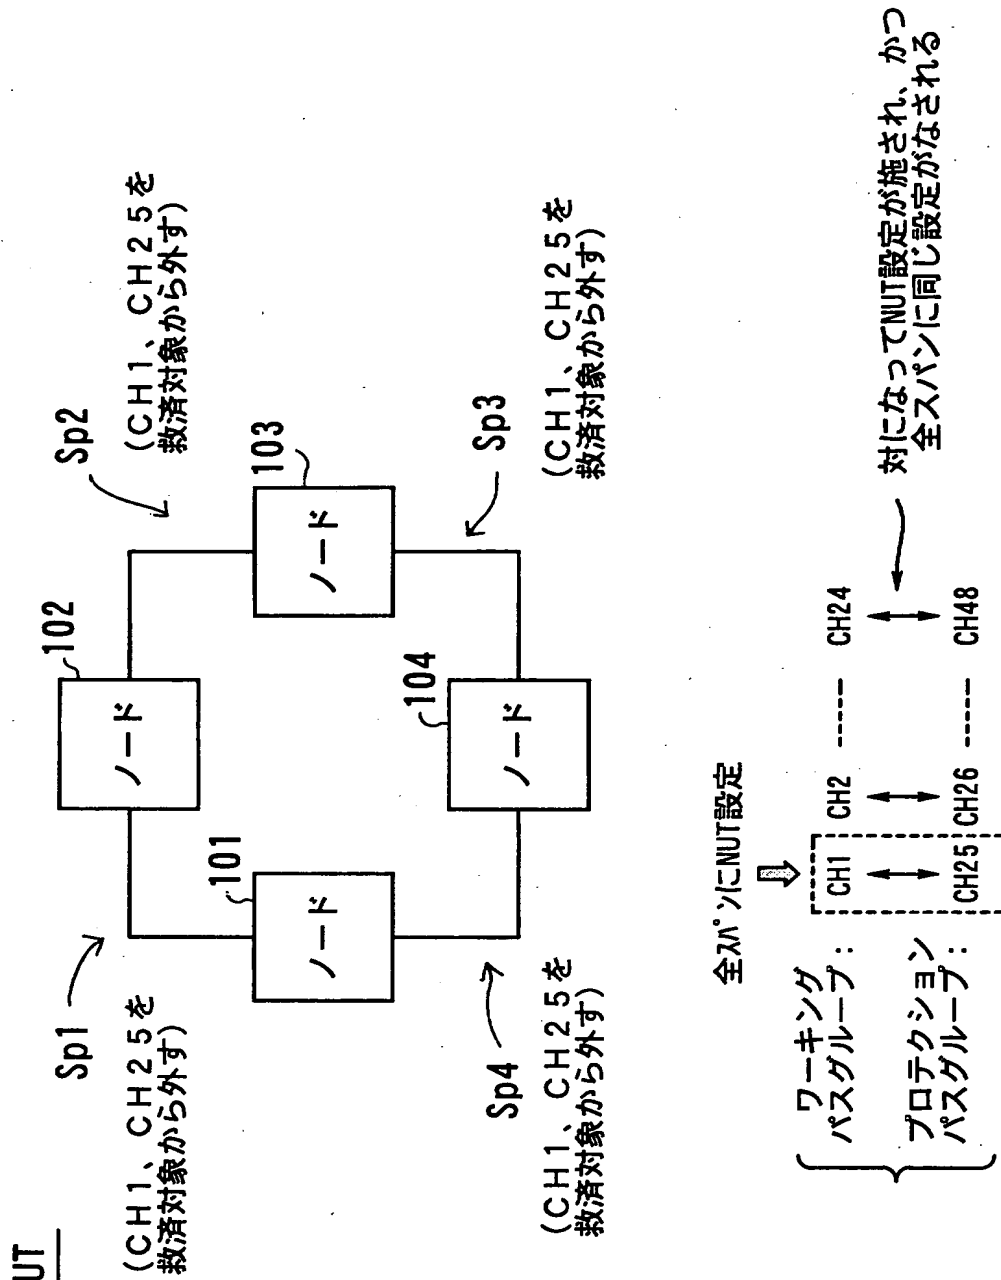 UT
Sp1
(CH1、CH25を
救済対象から外す)
102
ノード
Sp2
(CH1、CH25を
救済対象から外す)
101
ノード
103
ノード
Sp4
(CH1、CH25を
救済対象から外す)
104
ノード
Sp3
(CH1、CH25を
救済対象から外す)
全スパンにNUT設定
ワーキング
パスグループ:
CH1 CH2 ----- CH24
プロテクション
パスグループ:
CH25 CH26 ----- CH48
対になってNUT設定が施され、かつ
全スパンに同じ設定がなされる